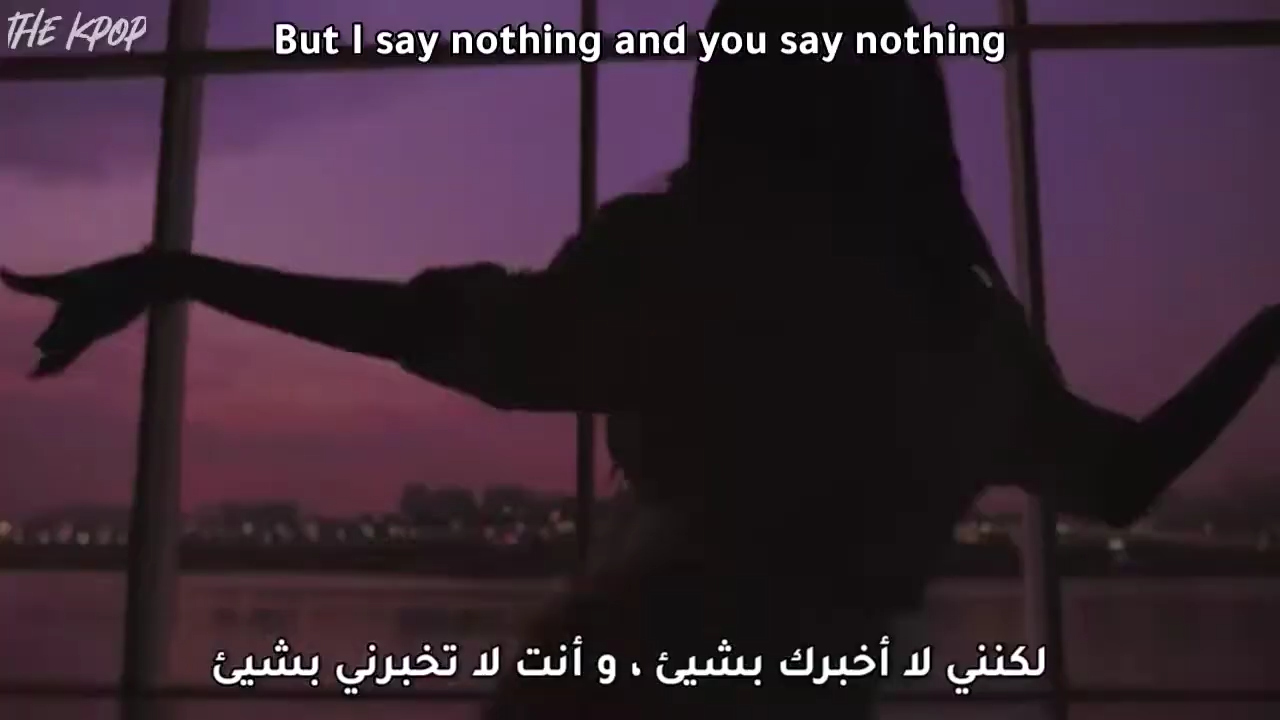 THE KPOP
But I say nothing and you say nothing
لكنني لا أخبرك بشيئ ، و أنت لا تخبرني بشيئ